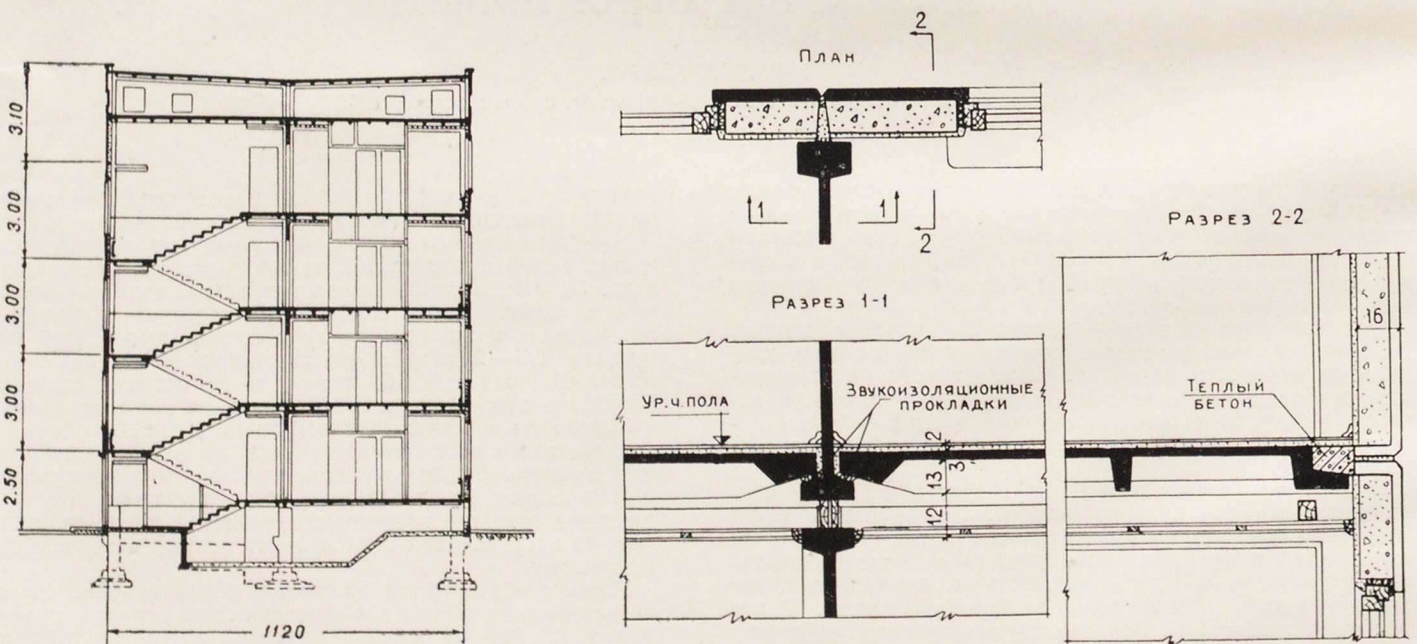 3.10
3.00
3.00
3.00
2.50
1120
План
2
1
1
2
Разрез 1-1
Ур.ч.пола
Звукоизоляционные
прокладки
2
3
13
12
Разрез 2-2
16
Теплый
бетон